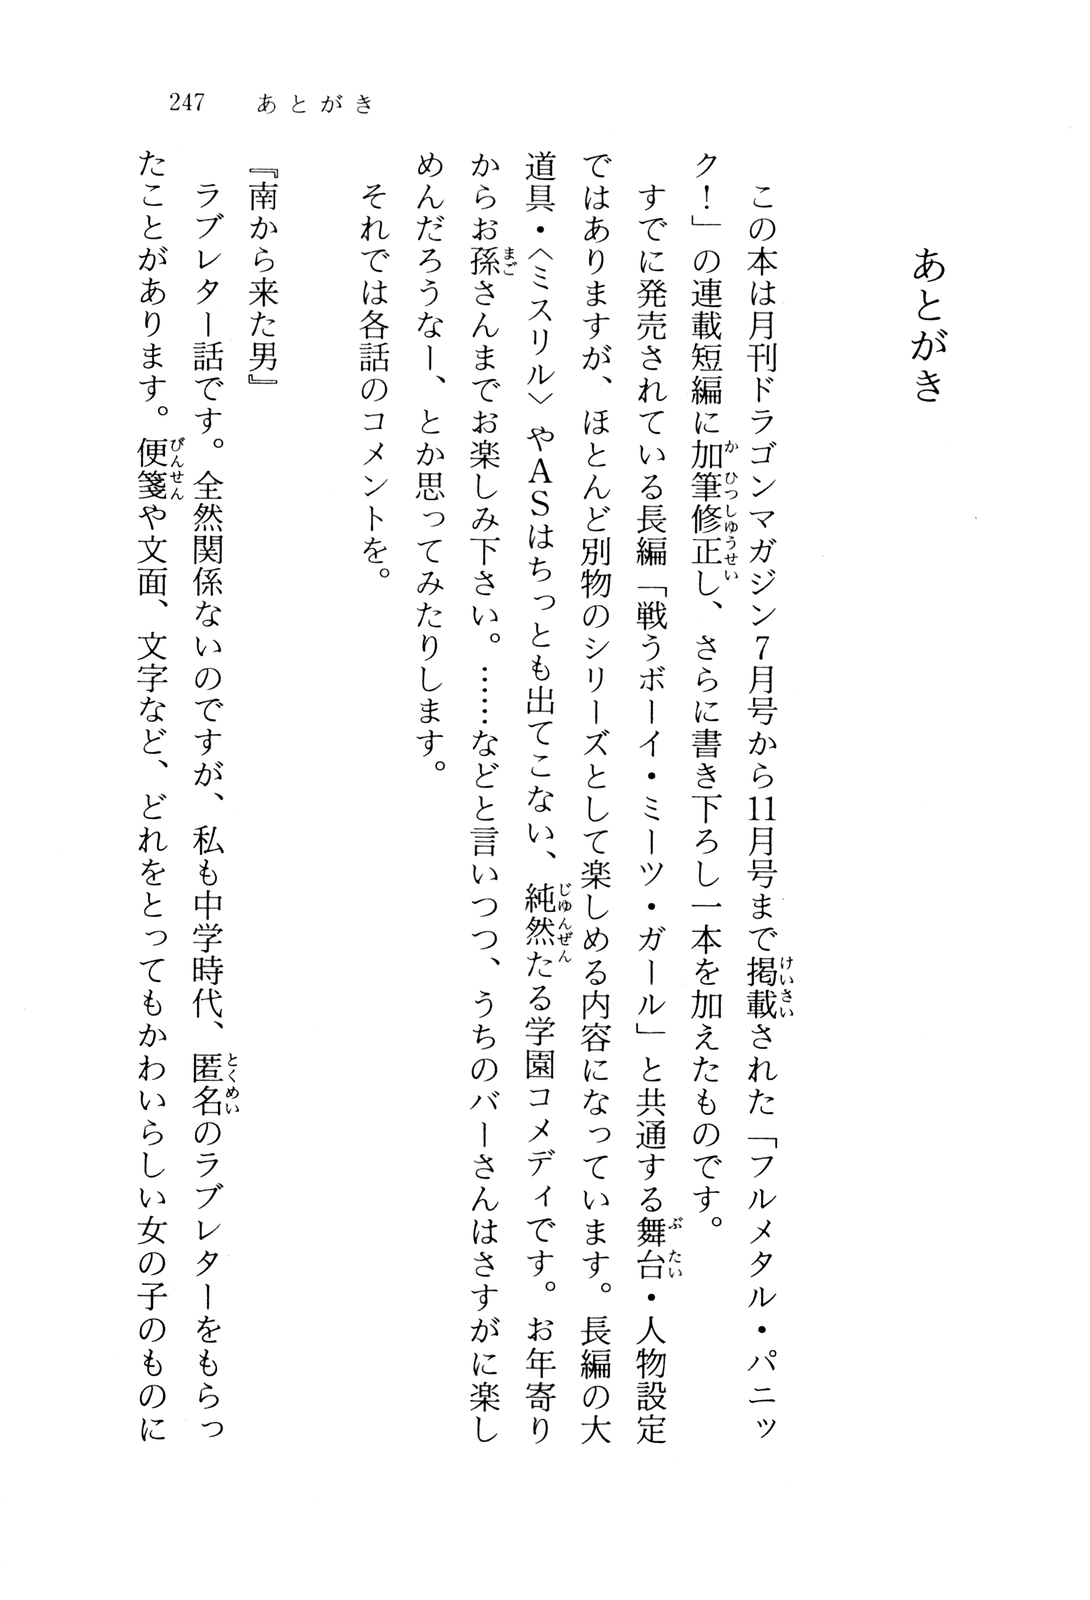 247 あとがき
あとがき
この本は月刊ドラゴンマガジン7月号から11月号まで掲載された「フルメタル・パニッ
ク！」の連載短編に加筆修正し、さらに書き下ろし一本を加えたものです。
すでに発売されている長編「戦うボーイ・ミーツ・ガール」と共通する舞台・人物設定
ではありますが、ほとんど別物のシリーズとして楽しめる内容になっています。長編の大
道具・〈ミスリル〉やASはちっとも出てこない、純然たる学園コメディです。お年寄り
からお孫さんまでお楽しみ下さい。……などと言いつつ、うちのバーさんはさすがに楽し
めんだろうなー、とか思ってみたりします。
それでは各話のコメントを。
『南から来た男』
ラブレター話です。全然関係ないのですが、私も中学時代、匿名のラブレターをもらっ
たことがあります。便箋や文面、文字など、どれをとってもかわいらしい女の子のものに